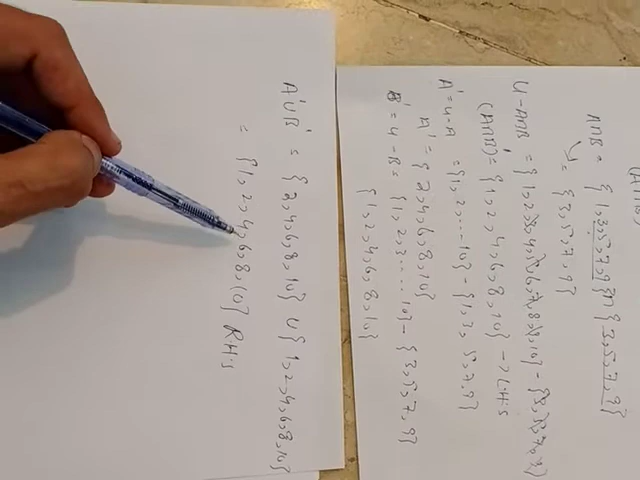 A∩B = { 1,3,5,7,9} ∩ { 3,5,7,9}
= {3,5,7,9}
U-A∩B = { 1,2,3,4,5,6,7,8,9,10} - {3,5,7,9}
(A∩B)' = {1,2,4,6,8,10} -> LHS
A' = U-A = {1,2,...10} - {1,3,5,7,9}
A' = {2,4,6,8,10}
B' = U-B = {1,2,3....10} - {3,5,7,9}
{1,2,4,6,8,10}
A'UB' = {2,4,6,8,10} U {1,2,4,6,8,10}
= {1,2,4,6,8,10} RHS